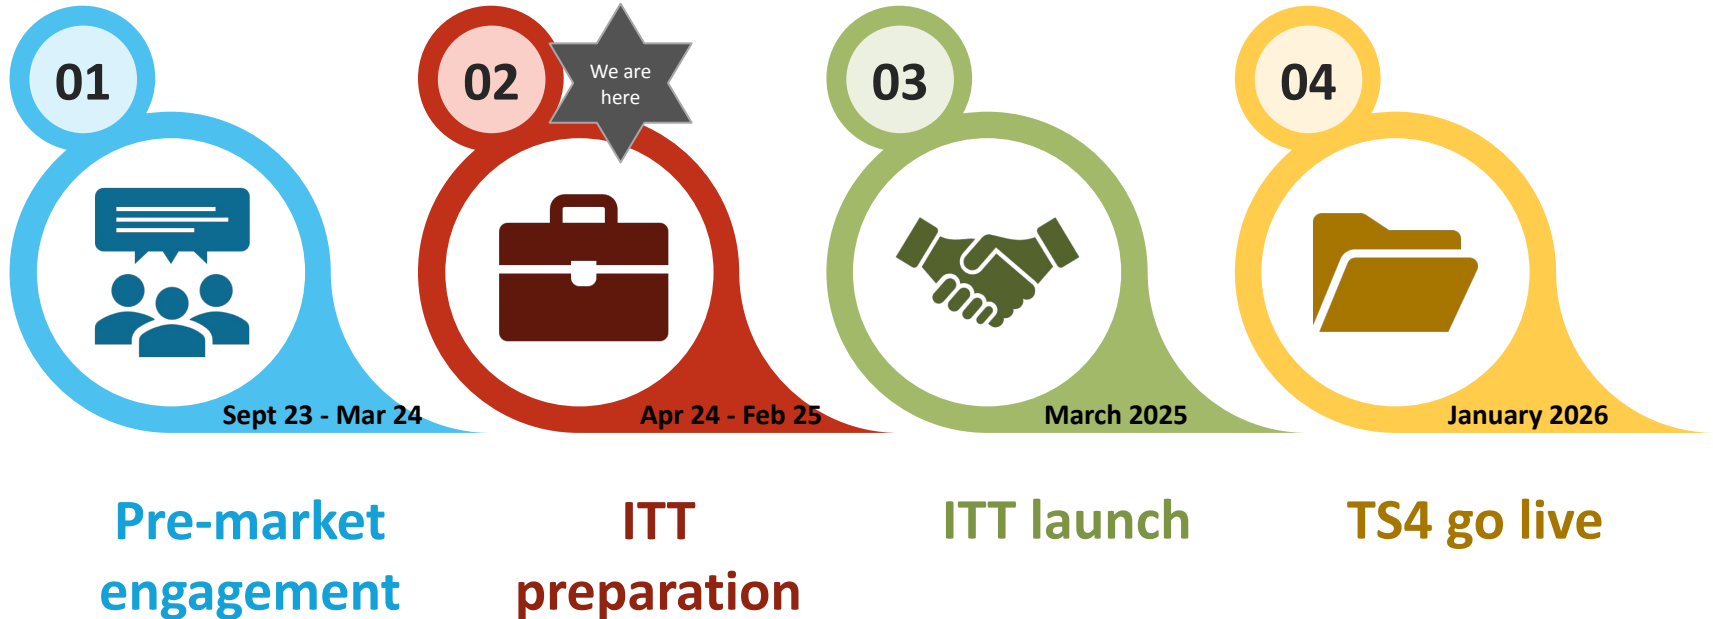 01
02
We are
here
03
04
Sept 23 - Mar 24
Apr 24 - Feb 25
March 2025
January 2026
Pre-market
engagement
ITT
preparation
ITT launch
TS4 go live